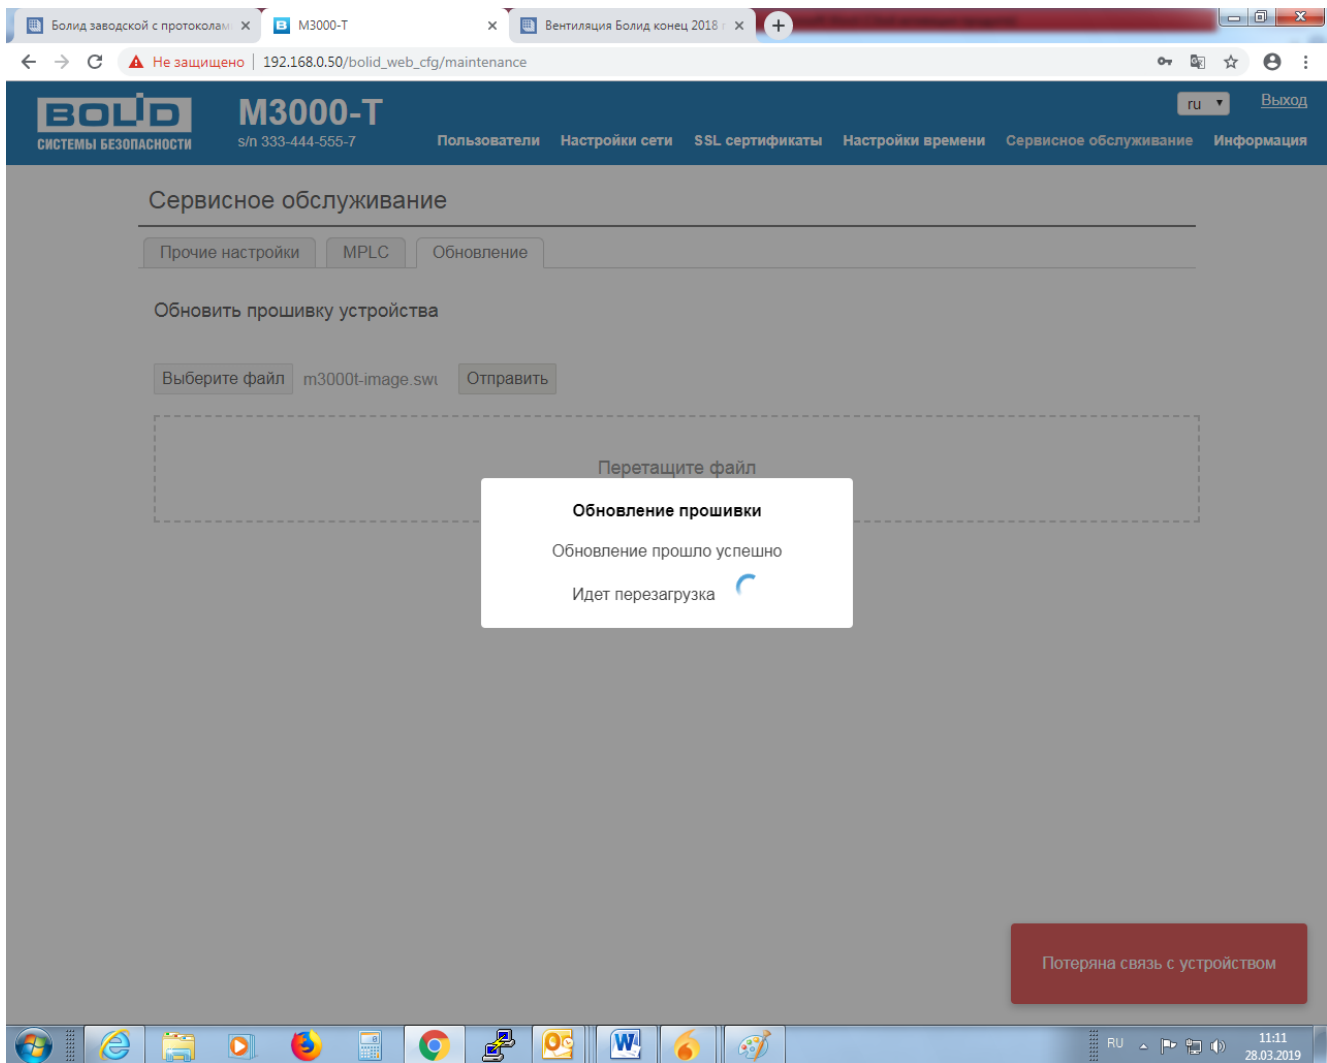 Болид заводской с протоколам
М3000-Т
Вентиляция Болид конец 2018 г
Не защищено | 192.168.0.50/bolid_web_cfg/maintenance
BOLID
СИСТЕМЫ БЕЗОПАСНОСТИ
М3000-Т
s/n 333-444-555-7
ru
Выход
Пользователи Настройки сети SSL сертификаты Настройки времени Сервисное обслуживание Информация
Сервисное обслуживание
Прочие настройки MPLC Обновление
Обновить прошивку устройства
Выберите файл m3000t-image.swu Отправить
Перетащите файл
Обновление прошивки
Обновление прошло успешно
Идет перезагрузка
Потеряна связь с устройством
RU
11:11
28.03.2019